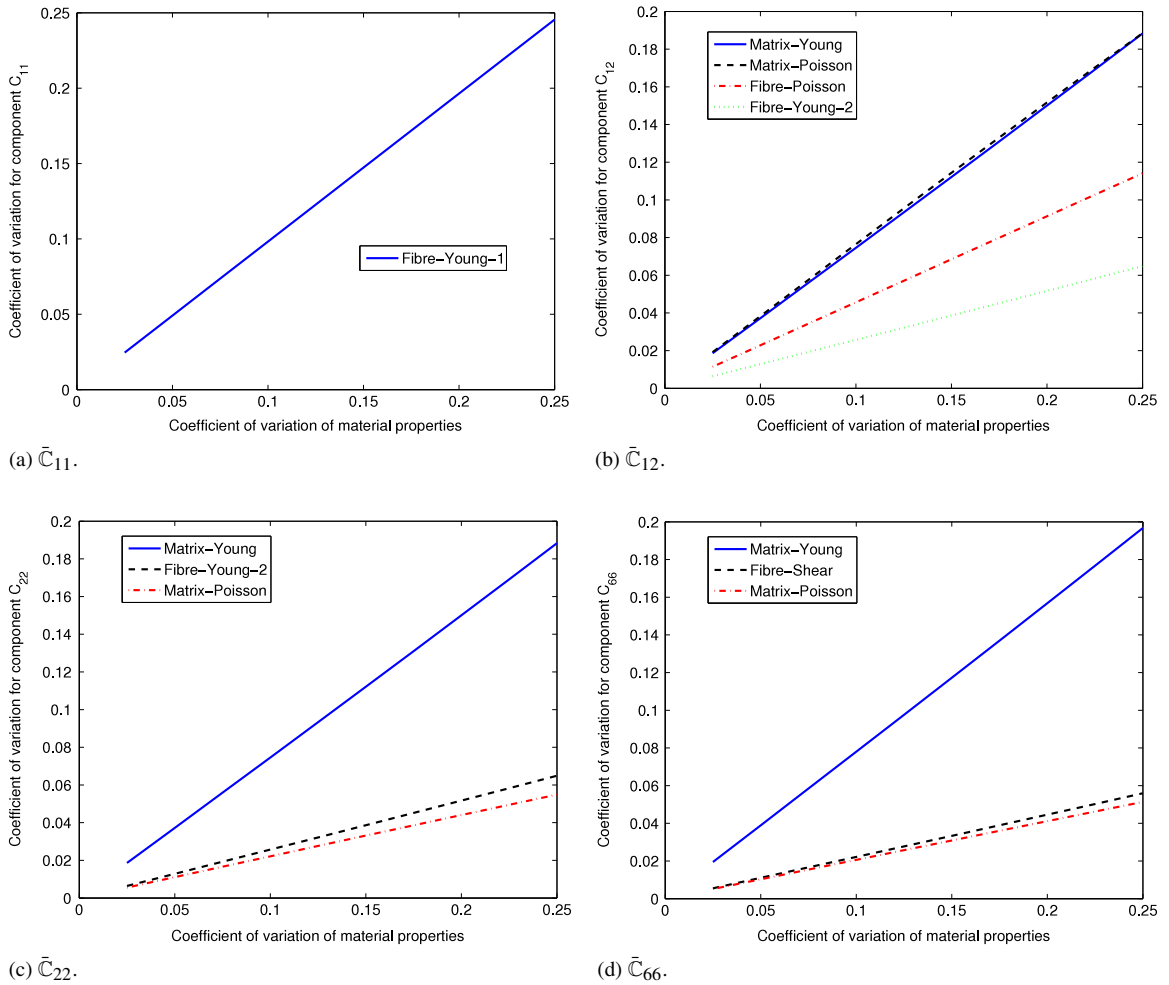 Coefficient of variation for component C11
0.25
0.2
0.15
0.1
0.05
0
Fibre−Young−1
0 0.05 0.1 0.15 0.2 0.25
Coefficient of variation of material properties
(a) C̄11.
Coefficient of variation for component C12
0.2
0.18
0.16
0.14
0.12
0.1
0.08
0.06
0.04
0.02
0
Matrix−Young
Matrix−Poisson
Fibre−Poisson
Fibre−Young−2
0 0.05 0.1 0.15 0.2 0.25
Coefficient of variation of material properties
(b) C̄12.
Coefficient of variation for component C22
0.2
0.18
0.16
0.14
0.12
0.1
0.08
0.06
0.04
0.02
0
Matrix−Young
Fibre−Young−2
Matrix−Poisson
0 0.05 0.1 0.15 0.2 0.25
Coefficient of variation of material properties
(c) C̄22.
Coefficient of variation for component C66
0.2
0.18
0.16
0.14
0.12
0.1
0.08
0.06
0.04
0.02
0
Matrix−Young
Fibre−Shear
Matrix−Poisson
0 0.05 0.1 0.15 0.2 0.25
Coefficient of variation of material properties
(d) C̄66.